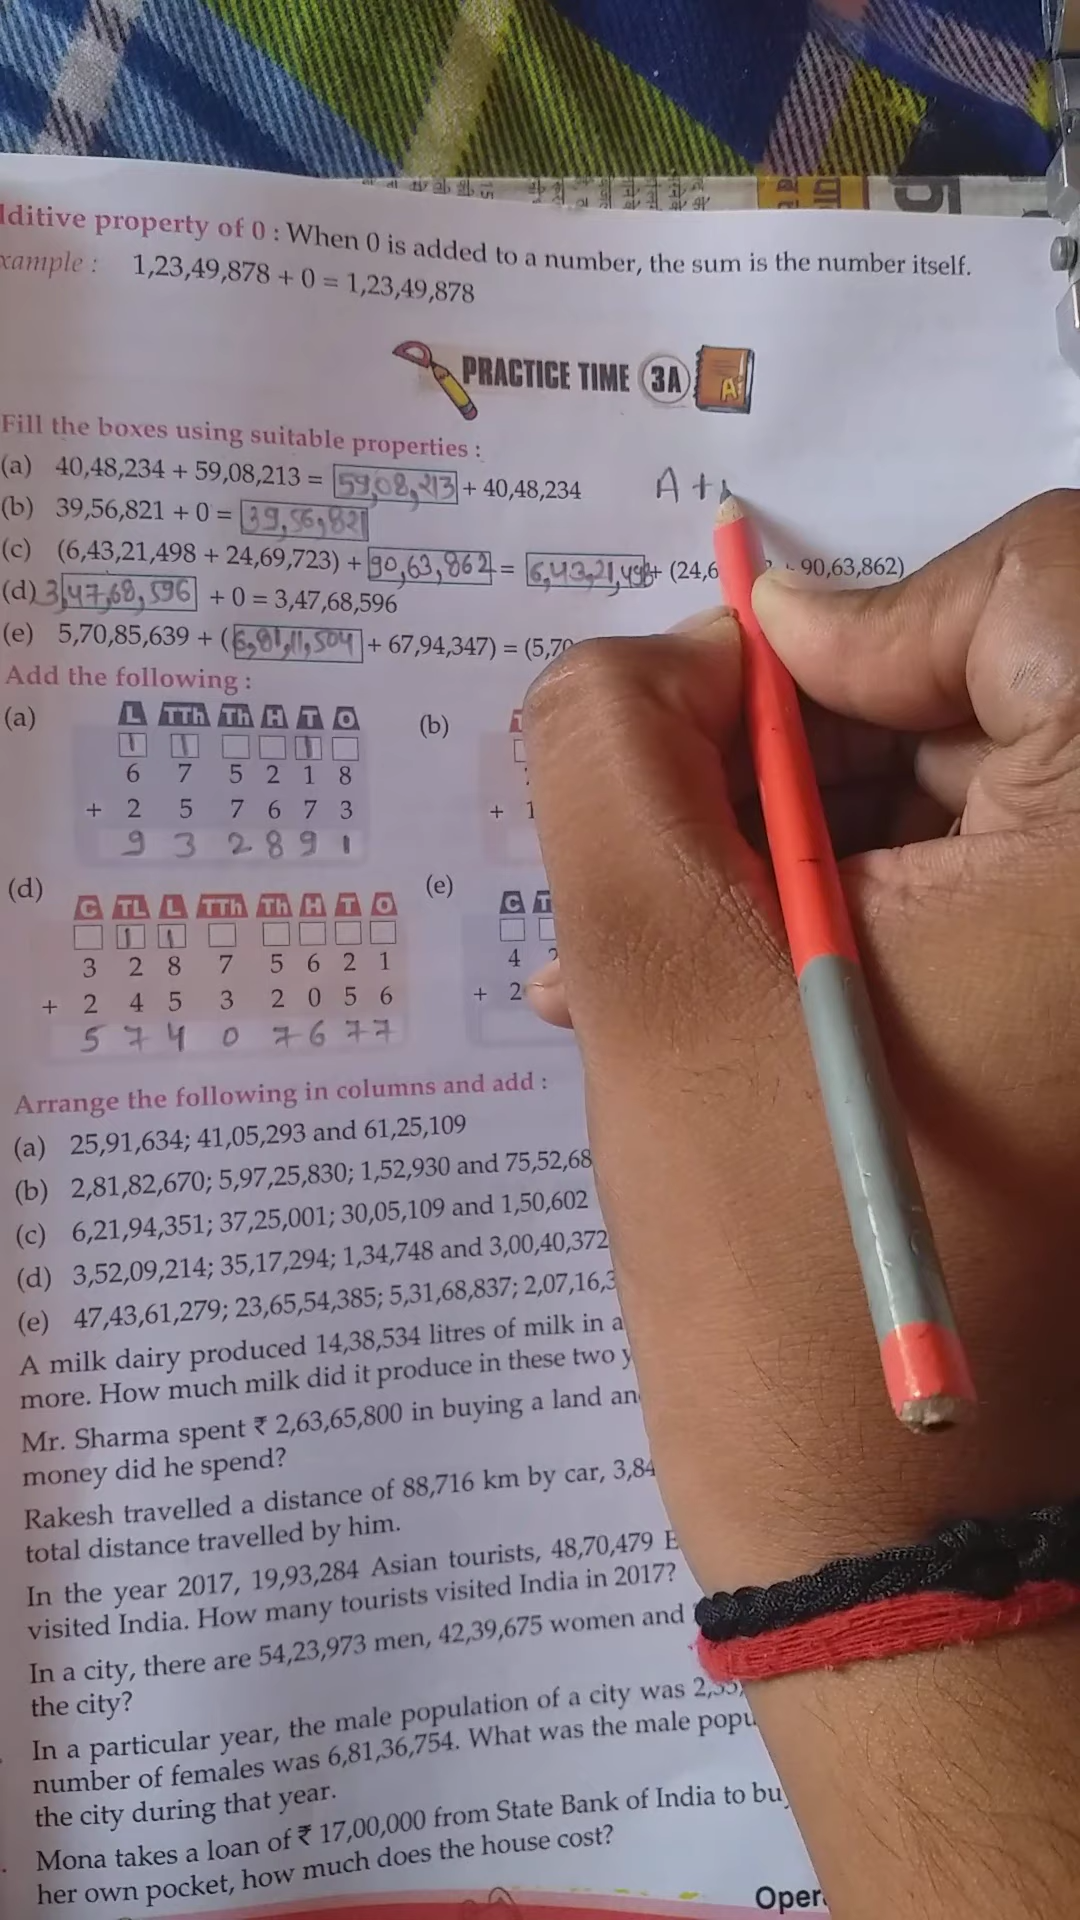 ditive property of 0 : When 0 is added to a number, the sum is the number itself.
xample : 1,23,49,878 + 0 = 1,23,49,878
PRACTICE TIME 3A
Fill the boxes using suitable properties :
(a) 40,48,234 + 59,08,213 = 59,08,213 + 40,48,234
A +
(b) 39,56,821 + 0 = 39,56,821
(c) (6,43,21,498 + 24,69,723) + 90,63,862 = 6,43,21,498 + (24,6 + 90,63,862)
(d) 3,47,68,596 + 0 = 3,47,68,596
(e) 5,70,85,639 + (6,81,11,504 + 67,94,347) = (5,70
Add the following :
(a) L TTh Th H T O (b)
1 1 1
6 7 5 2 1 8
+ 2 5 7 6 7 3 + 1
9 3 2 8 9 1
(d) C TL L TTh Th H T O (e) C T
1 1
3 2 8 7 5 6 2 1 4 2
+ 2 4 5 3 2 0 5 6 + 2
5 7 4 0 7 6 7 7
Arrange the following in columns and add :
(a) 25,91,634; 41,05,293 and 61,25,109
(b) 2,81,82,670; 5,97,25,830; 1,52,930 and 75,52,68
(c) 6,21,94,351; 37,25,001; 30,05,109 and 1,50,602
(d) 3,52,09,214; 35,17,294; 1,34,748 and 3,00,40,372
(e) 47,43,61,279; 23,65,54,385; 5,31,68,837; 2,07,16,3
A milk dairy produced 14,38,534 litres of milk in a
more. How much milk did it produce in these two y
Mr. Sharma spent ₹ 2,63,65,800 in buying a land an
money did he spend?
Rakesh travelled a distance of 88,716 km by car, 3,84
total distance travelled by him.
In the year 2017, 19,93,284 Asian tourists, 48,70,479 E
visited India. How many tourists visited India in 2017?
In a city, there are 54,23,973 men, 42,39,675 women and
the city?
In a particular year, the male population of a city was 2,35,
number of females was 6,81,36,754. What was the male popu
the city during that year.
Mona takes a loan of ₹ 17,00,000 from State Bank of India to buy
her own pocket, how much does the house cost?
Oper